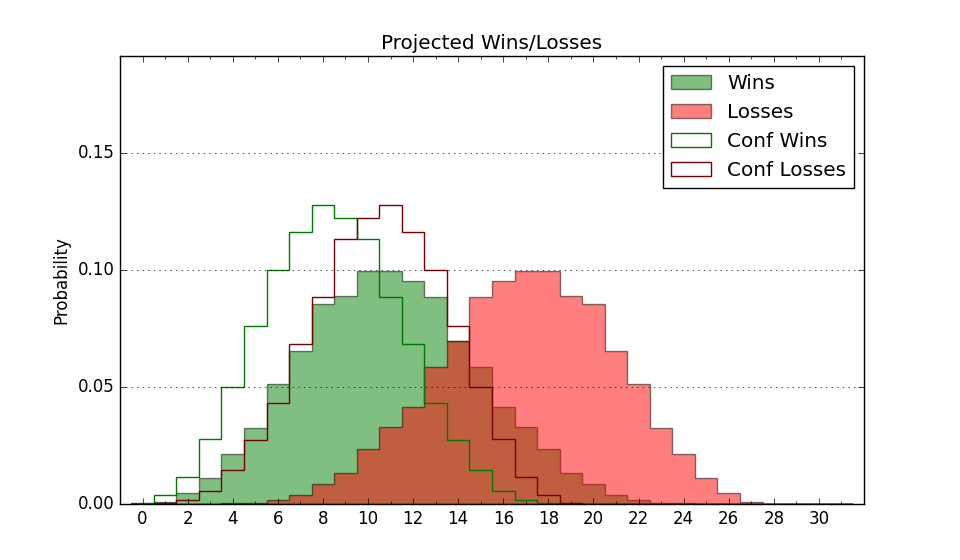 Projected Wins/Losses
Wins
Losses
Conf Wins
Conf Losses
Probability
0.15
0.10
0.05
0.00
0 2 4 6 8 10 12 14 16 18 20 22 24 26 28 30